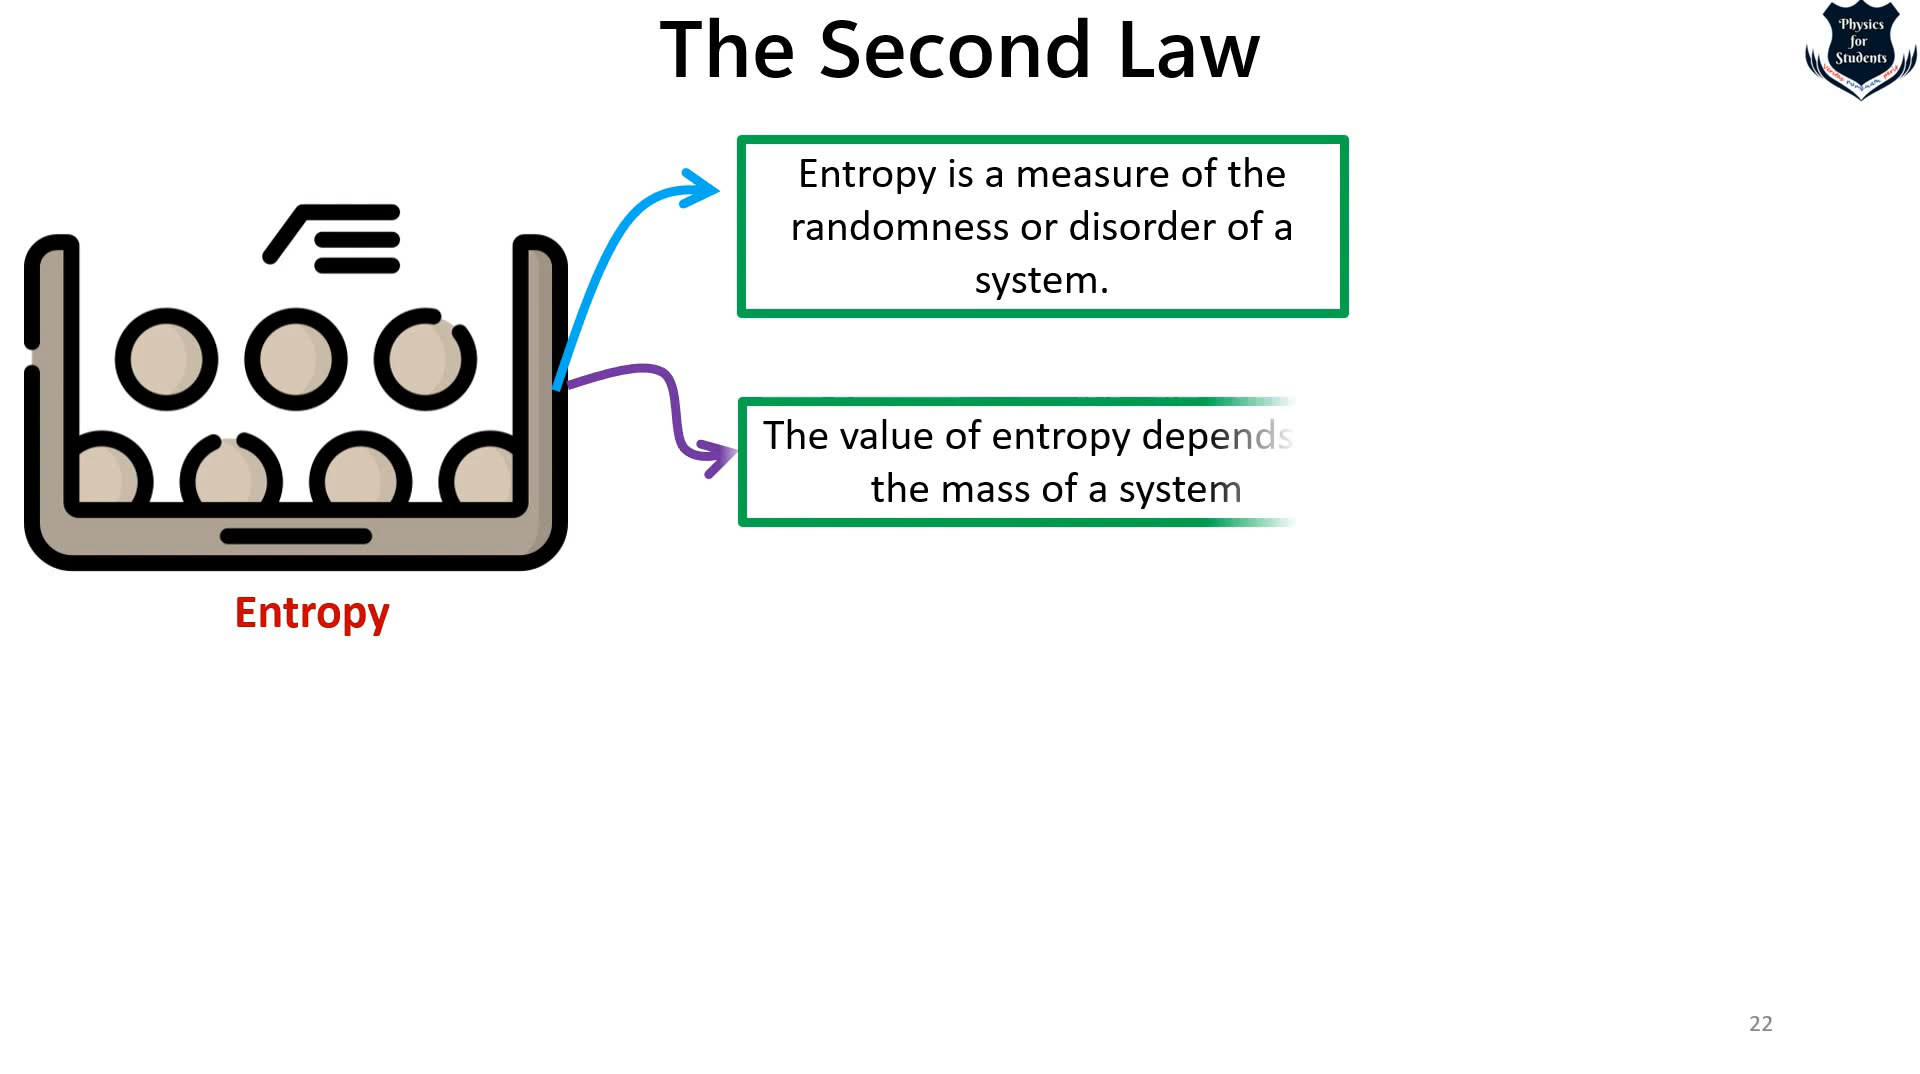 The Second Law
Physics
for
Students
Entropy is a measure of the
randomness or disorder of a
system.
The value of entropy depends
the mass of a system
Entropy
22